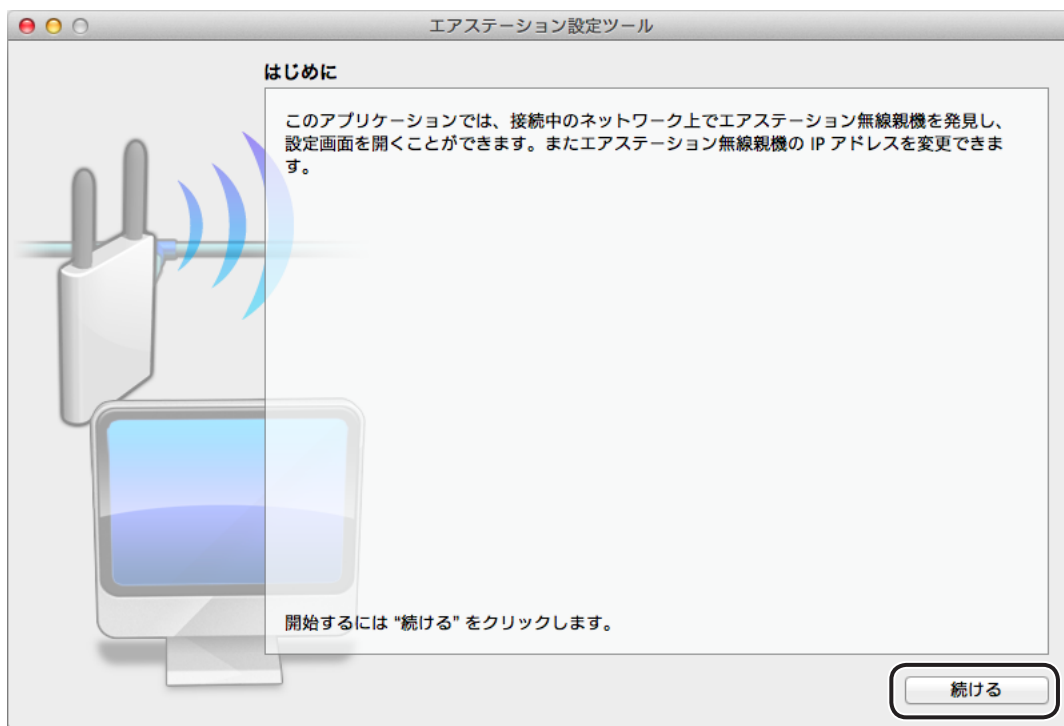 エアステーション設定ツール
はじめに
このアプリケーションでは、接続中のネットワーク上でエアステーション無線親機を発見し、
設定画面を開くことができます。またエアステーション無線親機の IP アドレスを変更できま
す。
開始するには "続ける" をクリックします。
続ける